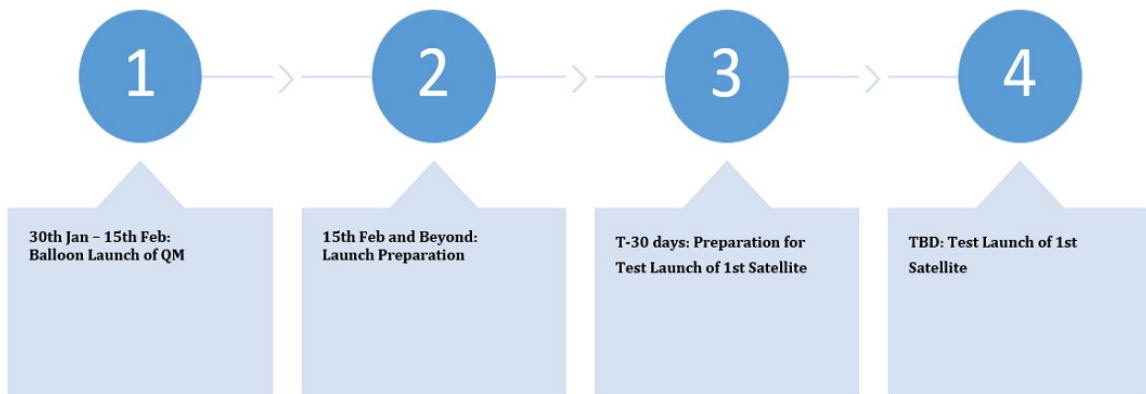 1
2
3
4
30th Jan – 15th Feb:
Balloon Launch of QM
15th Feb and Beyond:
Launch Preparation
T-30 days: Preparation for
Test Launch of 1st Satellite
TBD: Test Launch of 1st
Satellite